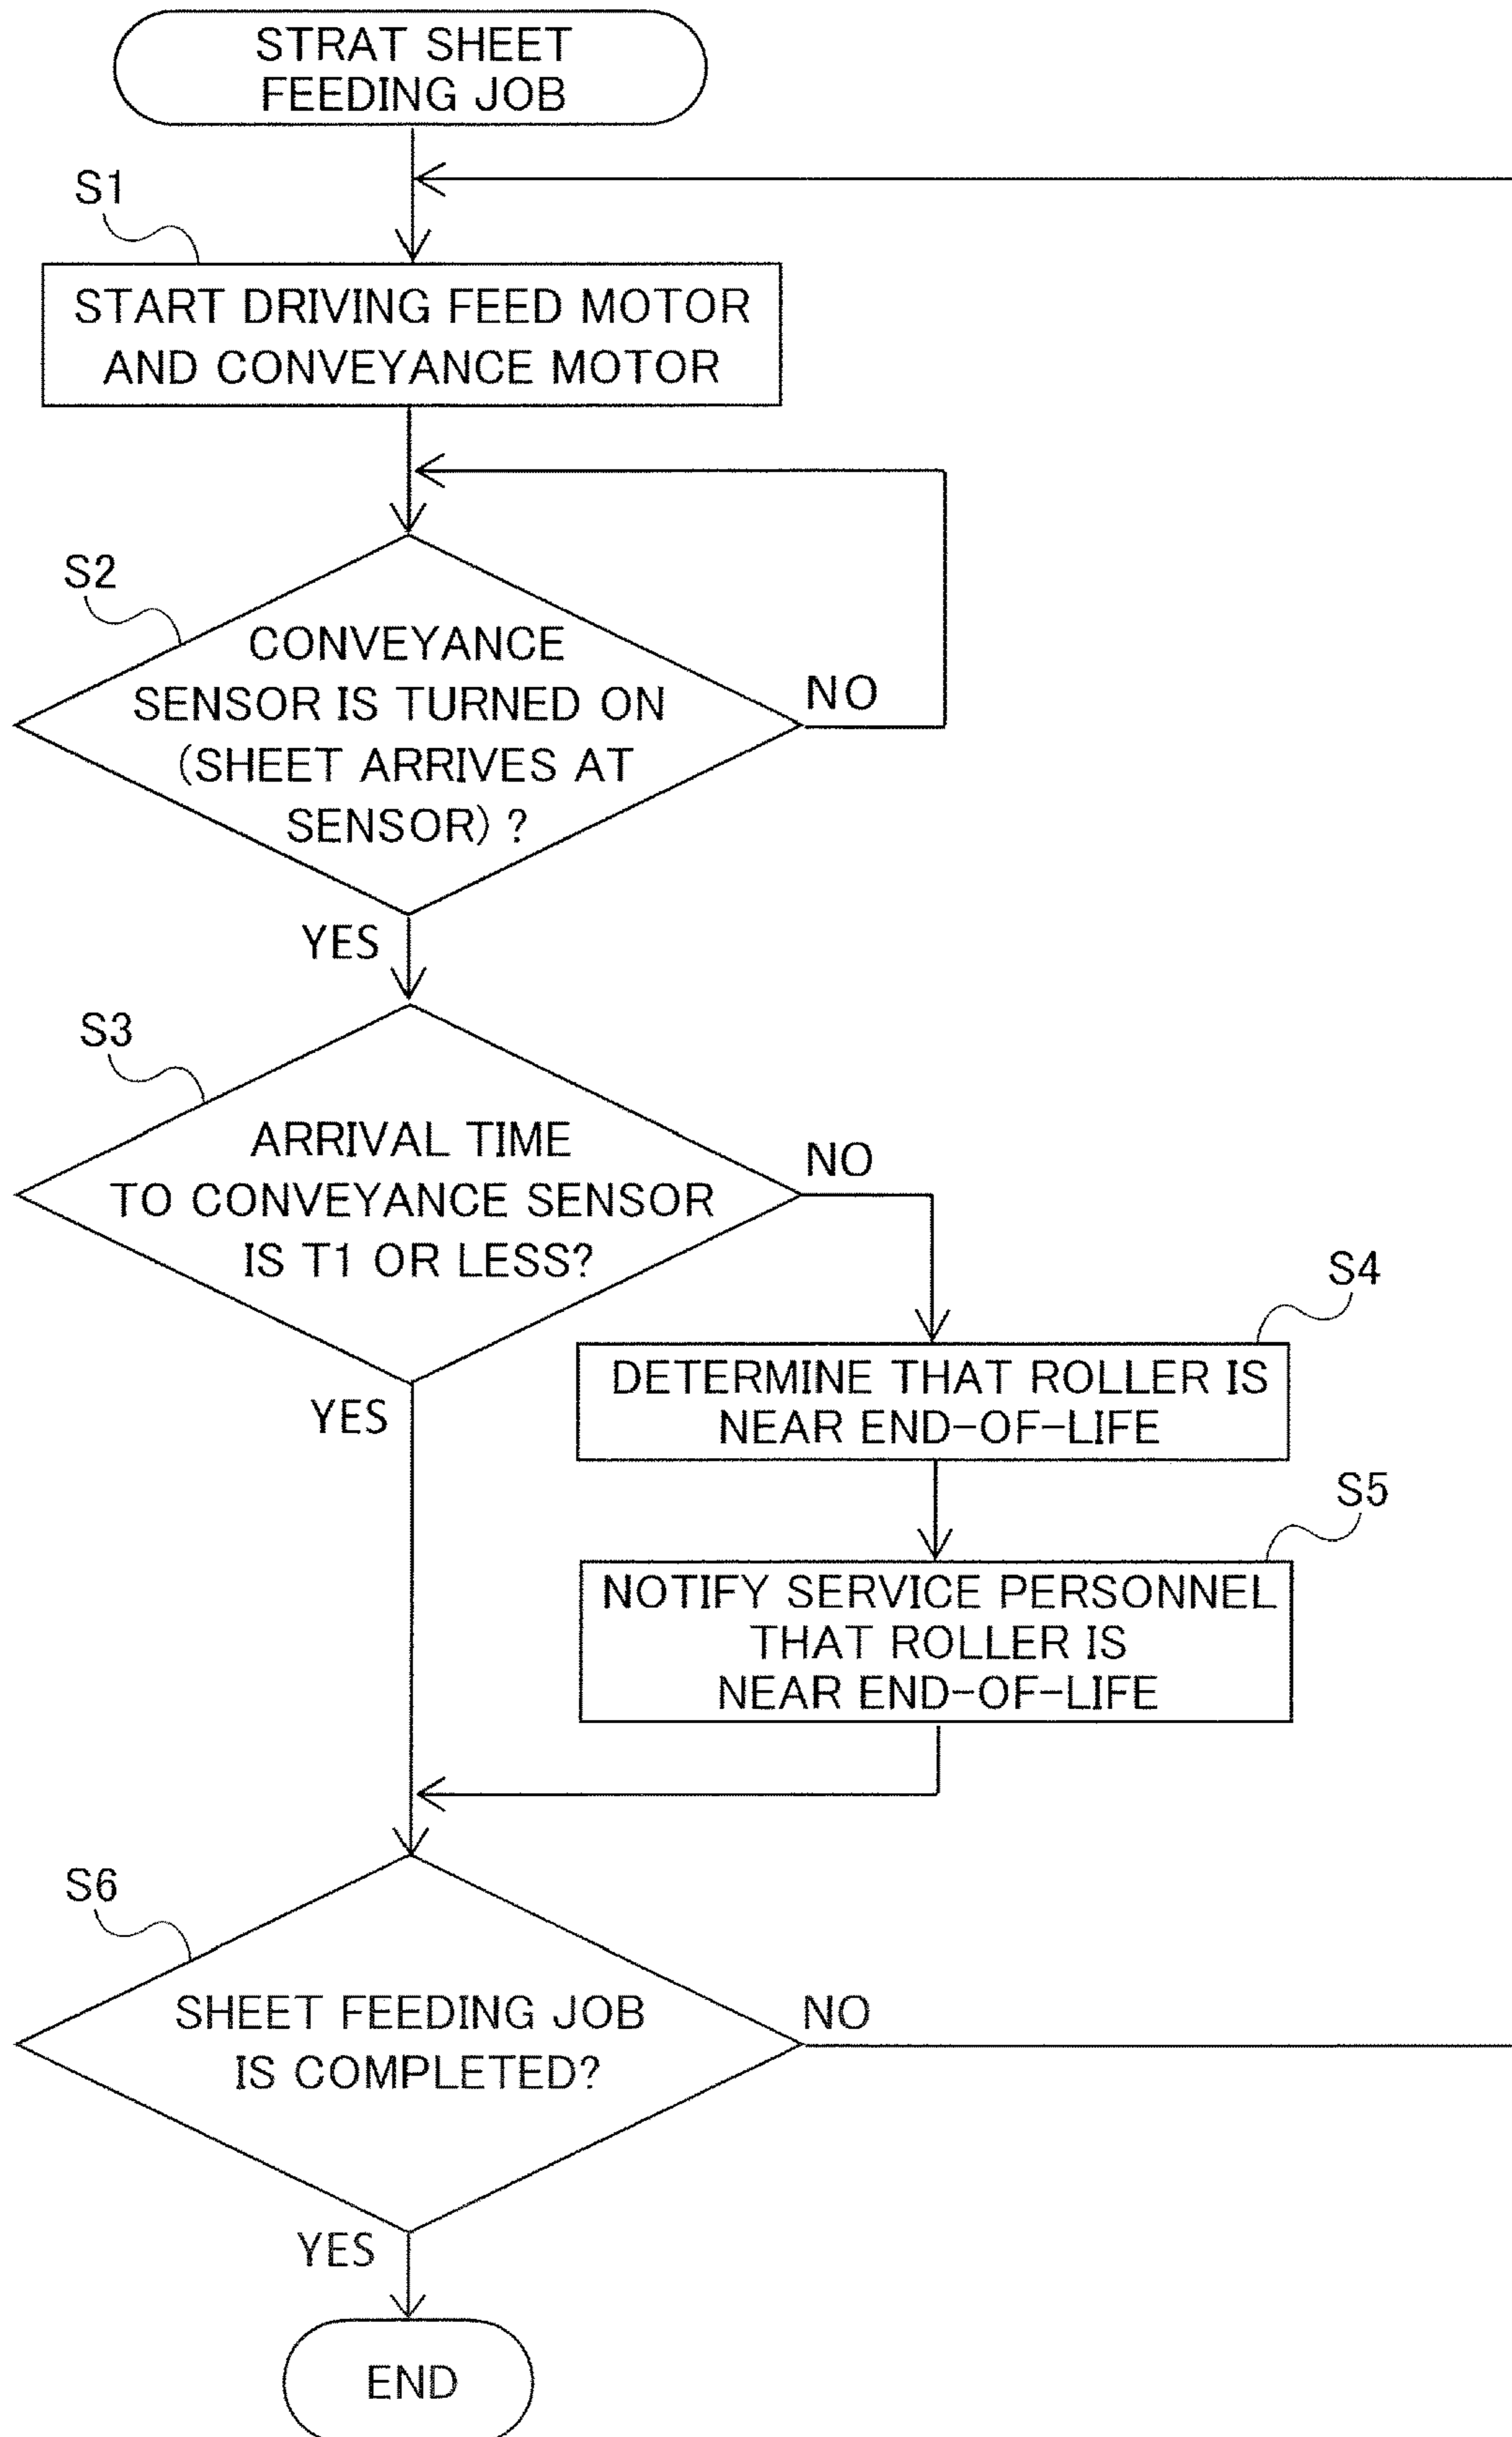 STRAT SHEET
FEEDING JOB
S1
START DRIVING FEED MOTOR
AND CONVEYANCE MOTOR
S2
CONVEYANCE
SENSOR IS TURNED ON
(SHEET ARRIVES AT
SENSOR) ?
NO
YES
S3
ARRIVAL TIME
TO CONVEYANCE SENSOR
IS T1 OR LESS?
NO
YES
S4
DETERMINE THAT ROLLER IS
NEAR END-OF-LIFE
S5
NOTIFY SERVICE PERSONNEL
THAT ROLLER IS
NEAR END-OF-LIFE
S6
SHEET FEEDING JOB
IS COMPLETED?
NO
YES
END